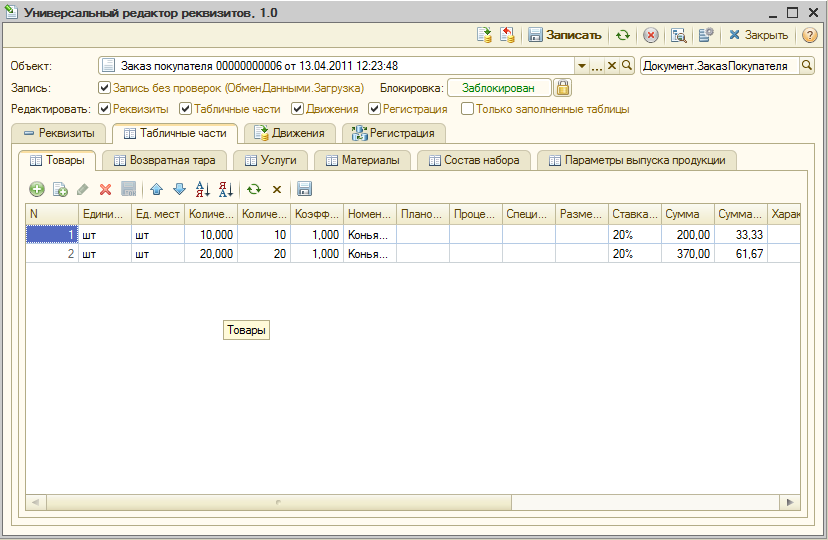 Универсальный редактор реквизитов, 1.0
Записать Закрыть
Объект: Заказ покупателя 00000000006 от 13.04.2011 12:23:48 ... Документ.ЗаказПокупателя
Запись: Запись без проверок (ОбменДанными.Загрузка) Блокировка: Заблокирован
Редактировать: Реквизиты Табличные части Движения Регистрация Только заполненные таблицы
Реквизиты Табличные части Движения Регистрация
Товары Возвратная тара Услуги Материалы Состав набора Параметры выпуска продукции
N Едини... Ед. мест Количе... Количе... Коэфф... Номен... Плано... Проце... Специ... Разме... Ставка... Сумма Сумма... Харак
1 шт шт 10,000 10 1,000 Конья... 20% 200,00 33,33
2 шт шт 20,000 20 1,000 Конья... 20% 370,00 61,67
Товары